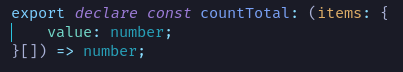 export declare const countTotal: (items: {
    value: number;
}[]) => number;